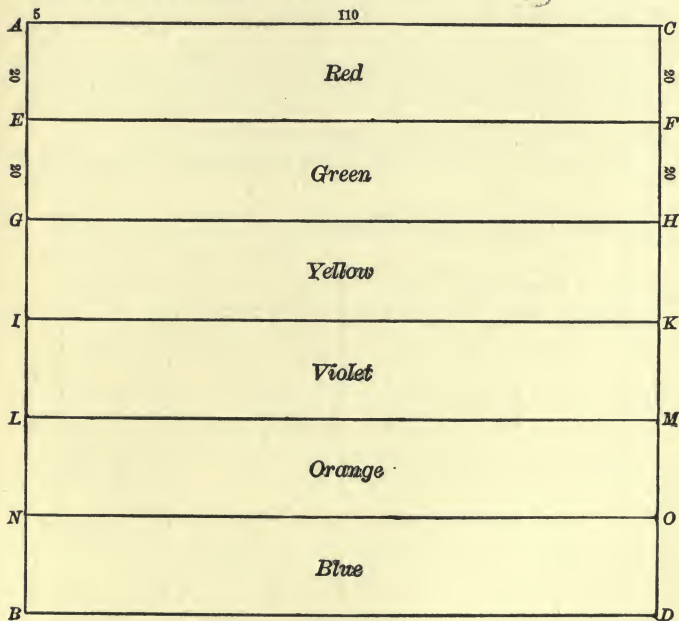 5 110
A C
20 Red 20
E F
20 Green 20
G H
Yellow
I K
Violet
L M
Orange
N O
Blue
B D